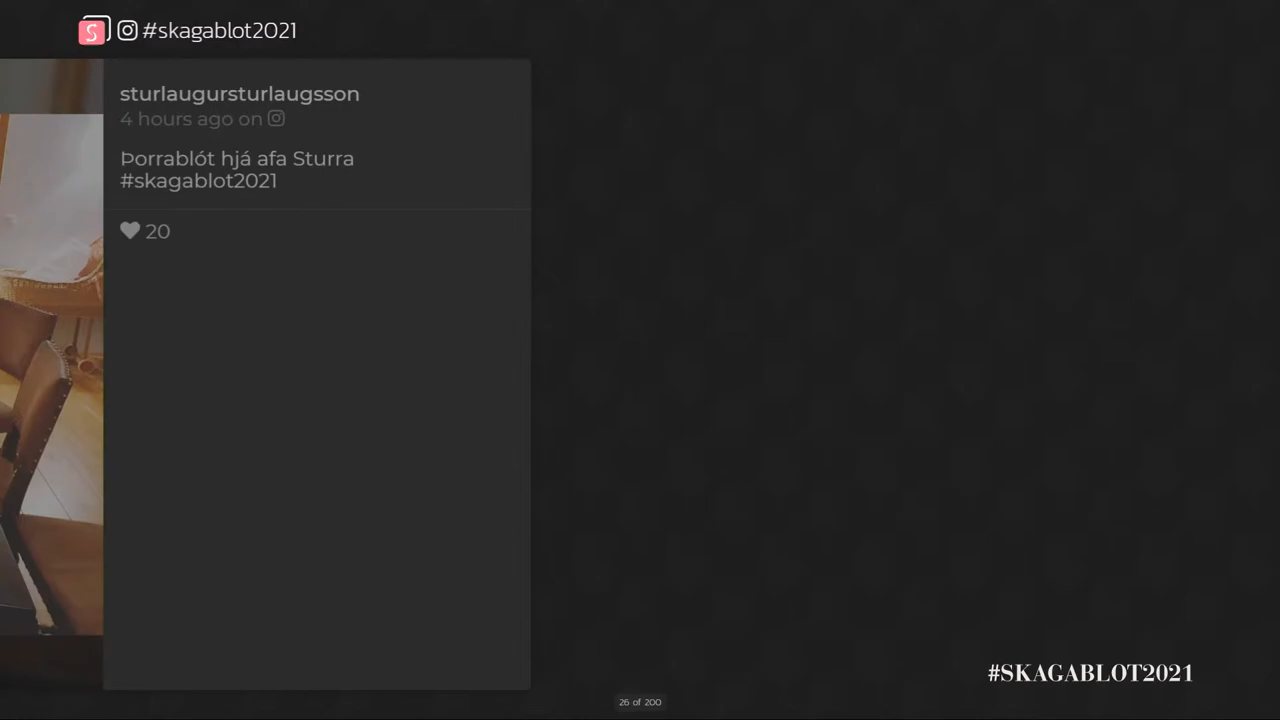 #skagablot2021
sturlaugursturlaugsson
4 hours ago on
Þorrablót hjá afa Sturra
#skagablot2021
20
#SKAGABLOT2021
26 of 200